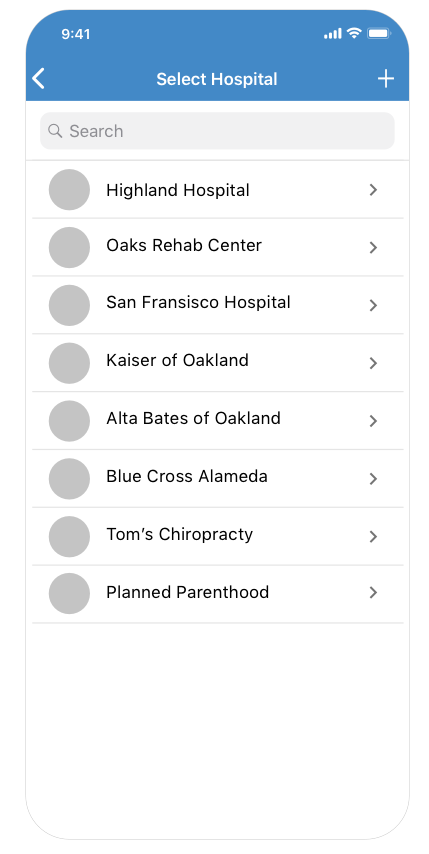 9:41
Select Hospital
Search
Highland Hospital
Oaks Rehab Center
San Fransisco Hospital
Kaiser of Oakland
Alta Bates of Oakland
Blue Cross Alameda
Tom’s Chiropracty
Planned Parenthood